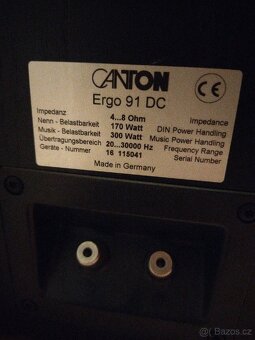 CANTON
CE
Ergo 91 DC
Impedanz 4...8 Ohm Impedance
Nenn - Belastbarkeit 170 Watt DIN Power Handling
Musik - Belastbarkeit 300 Watt Music Power Handling
Übertragungsbereich 20...30000 Hz Frequency Range
Geräte - Nummer 16 115041 Serial Number
Made in Germany
Bazoš.cz